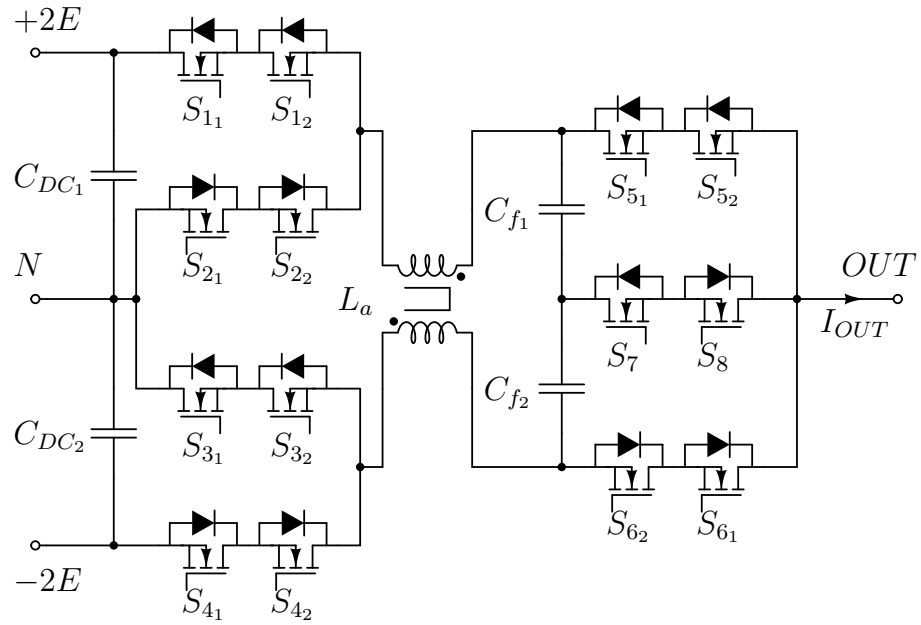 +2E
S₁₁ S₁₂
C_DC₁
S₅₁ S₅₂
C_f₁
S₂₁ S₂₂
N
L_a
OUT
I_OUT
S₇ S₈
C_f₂
C_DC₂
S₃₁ S₃₂
S₆₂ S₆₁
−2E
S₄₁ S₄₂